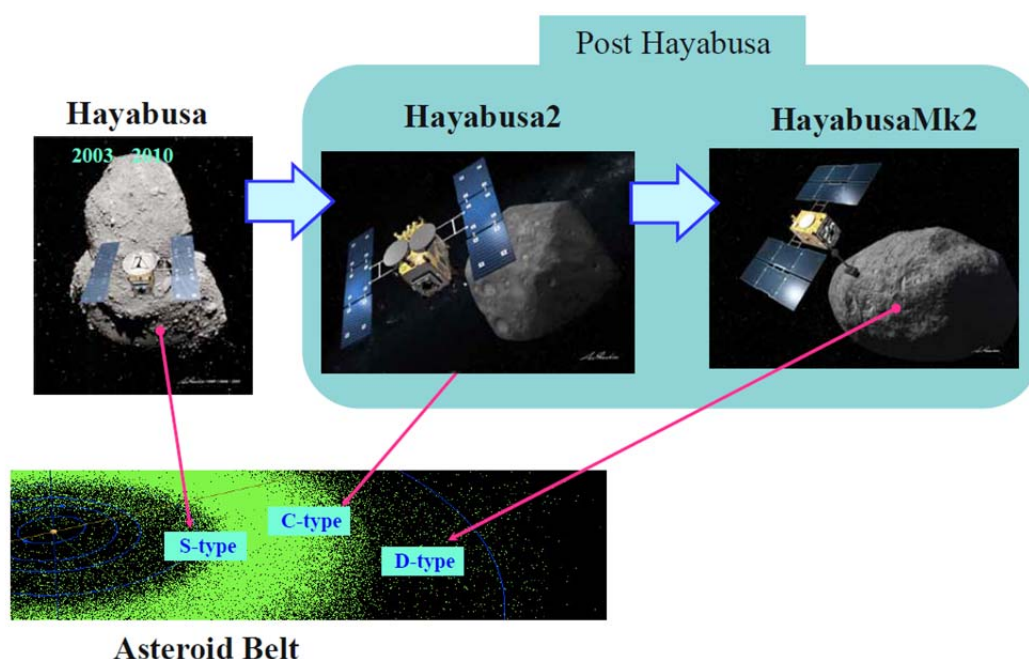 Post Hayabusa
Hayabusa
Hayabusa2
HayabusaMk2
2003 2010
S-type
C-type
D-type
Asteroid Belt